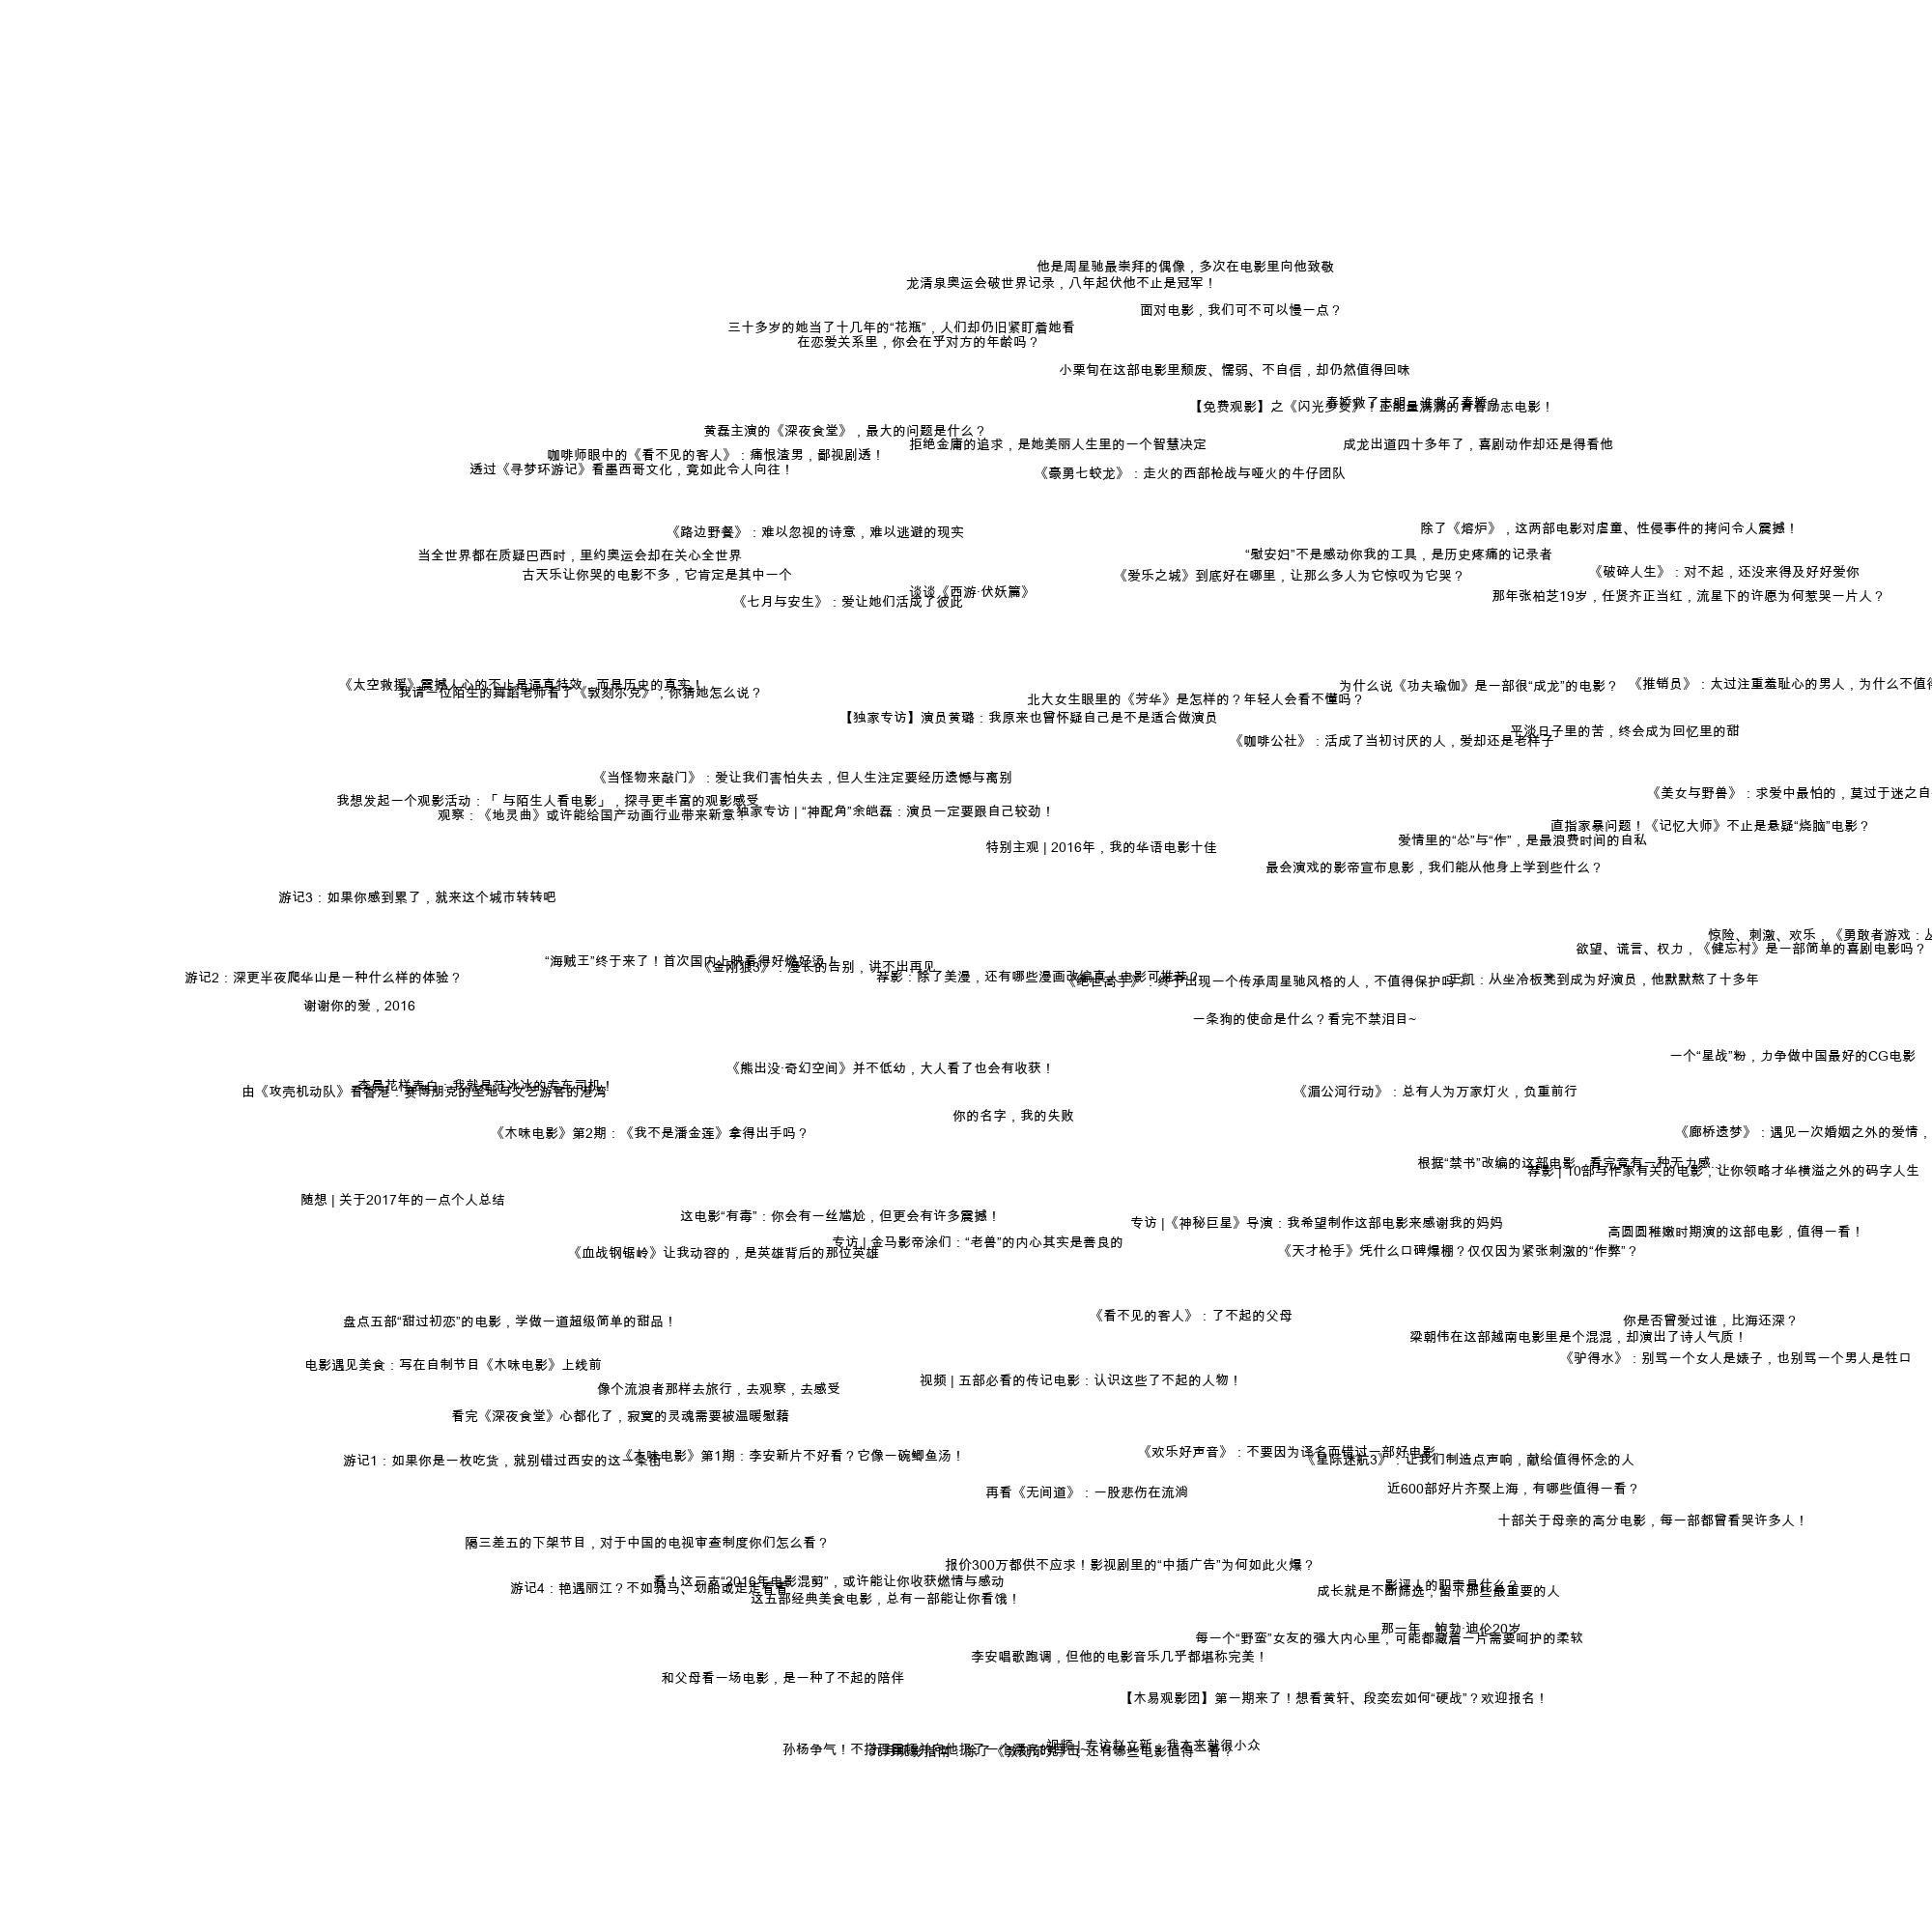 他是周星驰最崇拜的偶像，多次在电影里向他致敬
龙清泉奥运会破世界记录，八年起伏他不止是冠军！
面对电影，我们可不可以慢一点？
三十多岁的她当了十几年的“花瓶”，人们却仍旧紧盯着她看
在恋爱关系里，你会在乎对方的年龄吗？
小栗旬在这部电影里颓废、懦弱、不自信，却仍然值得回味
春娇救了志明，谁救了春娇？
【免费观影】之《闪光少女》！正能量满满的青春励志电影！
黄磊主演的《深夜食堂》，最大的问题是什么？
拒绝金庸的追求，是她美丽人生里的一个智慧决定
成龙出道四十多年了，喜剧动作却还是得看他
咖啡师眼中的《看不见的客人》：痛恨渣男，鄙视剧透！
透过《寻梦环游记》看墨西哥文化，竟如此令人向往！
《豪勇七蛟龙》：走火的西部枪战与哑火的牛仔团队
除了《熔炉》，这两部电影对虐童、性侵事件的拷问令人震撼！
《路边野餐》：难以忽视的诗意，难以逃避的现实
当全世界都在质疑巴西时，里约奥运会却在关心全世界
“慰安妇”不是感动你我的工具，是历史疼痛的记录者
古天乐让你哭的电影不多，它肯定是其中一个
《爱乐之城》到底好在哪里，让那么多人为它惊叹为它哭？
《破碎人生》：对不起，还没来得及好好爱你
谈谈《西游·伏妖篇》
《七月与安生》：爱让她们活成了彼此
那年张柏芝19岁，任贤齐正当红，流星下的许愿为何惹哭一片人？
《太空救援》震撼人心的不止是逼真特效，而是历史的真实！
我请一位陌生的舞蹈老师看了《敦刻尔克》，你猜她怎么说？
为什么说《功夫瑜伽》是一部很“成龙”的电影？
《推销员》：太过注重羞耻心的男人，为什么不值得
北大女生眼里的《芳华》是怎样的？年轻人会看不懂吗？
【独家专访】演员黄璐：我原来也曾怀疑自己是不是适合做演员
平淡日子里的苦，终会成为回忆里的甜
《咖啡公社》：活成了当初讨厌的人，爱却还是老样子
《当怪物来敲门》：爱让我们害怕失去，但人生注定要经历遗憾与离别
《美女与野兽》：求爱中最怕的，莫过于迷之自
我想发起一个观影活动：「 与陌生人看电影」，探寻更丰富的观影感受
独家专访 | “神配角”余皑磊：演员一定要跟自己较劲！
观察：《地灵曲》或许能给国产动画行业带来新意
直指家暴问题！《记忆大师》不止是悬疑“烧脑”电影？
爱情里的“怂”与“作”，是最浪费时间的自私
特别主观 | 2016年，我的华语电影十佳
最会演戏的影帝宣布息影，我们能从他身上学到些什么？
游记3：如果你感到累了，就来这个城市转转吧
惊险、刺激、欢乐，《勇敢者游戏：丛
欲望、谎言、权力，《健忘村》是一部简单的喜剧电影吗？
“海贼王”终于来了！首次国内上映看得好燃好烫！
《金刚狼3》：漫长的告别，讲不出再见
游记2：深更半夜爬华山是一种什么样的体验？
荐影：除了美漫，还有哪些漫画改编真人电影可推荐？
《绝世高手》：终于出现一个传承周星驰风格的人，不值得保护吗？
王凯：从坐冷板凳到成为好演员，他默默熬了十多年
谢谢你的爱，2016
一条狗的使命是什么？看完不禁泪目~
一个“星战”粉，力争做中国最好的CG电影
《熊出没·奇幻空间》并不低幼，大人看了也会有收获！
李晨花样表白：我就是范冰冰的专车司机！
由《攻壳机动队》看香港：赛博朋克的圣地与文艺游客的港湾
《湄公河行动》：总有人为万家灯火，负重前行
你的名字，我的失败
《木味电影》第2期：《我不是潘金莲》拿得出手吗？
《廊桥遗梦》：遇见一次婚姻之外的爱情，
根据“禁书”改编的这部电影，看完竟有一种无力感…
荐影 | 10部与作家有关的电影，让你领略才华横溢之外的码字人生
随想 | 关于2017年的一点个人总结
这电影“有毒”：你会有一丝尴尬，但更会有许多震撼！
专访 |《神秘巨星》导演：我希望制作这部电影来感谢我的妈妈
高圆圆稚嫩时期演的这部电影，值得一看！
专访 | 金马影帝涂们：“老兽”的内心其实是善良的
《血战钢锯岭》让我动容的，是英雄背后的那位英雄
《天才枪手》凭什么口碑爆棚？仅仅因为紧张刺激的“作弊”？
《看不见的客人》：了不起的父母
盘点五部“甜过初恋”的电影，学做一道超级简单的甜品！
你是否曾爱过谁，比海还深？
梁朝伟在这部越南电影里是个混混，却演出了诗人气质！
《驴得水》：别骂一个女人是婊子，也别骂一个男人是牲口
电影遇见美食：写在自制节目《木味电影》上线前
视频 | 五部必看的传记电影：认识这些了不起的人物！
像个流浪者那样去旅行，去观察，去感受
看完《深夜食堂》心都化了，寂寞的灵魂需要被温暖慰藉
《木味电影》第1期：李安新片不好看？它像一碗鲫鱼汤！
游记1：如果你是一枚吃货，就别错过西安的这一条街
《欢乐好声音》：不要因为译名而错过一部好电影
《星际迷航3》：让我们制造点声响，献给值得怀念的人
近600部好片齐聚上海，有哪些值得一看？
再看《无间道》：一股悲伤在流淌
十部关于母亲的高分电影，每一部都曾看哭许多人！
隔三差五的下架节目，对于中国的电视审查制度你们怎么看？
报价300万都供不应求！影视剧里的“中插广告”为何如此火爆？
看！这三支“2016年电影混剪”，或许能让你收获燃情与感动
游记4：艳遇丽江？不如骑马、划船或走走看看
影评人的职责是什么？
成长就是不断筛选，留下那些最重要的人
这五部经典美食电影，总有一部能让你看饿！
那一年，鲍勃·迪伦20岁
每一个“野蛮”女友的强大内心里，可能都藏着一片需要呵护的柔软
李安唱歌跑调，但他的电影音乐几乎都堪称完美！
和父母看一场电影，是一种了不起的陪伴
【木易观影团】第一期来了！想看黄轩、段奕宏如何“硬战”？欢迎报名！
视频 | 专访赵立新：我本来就很小众
孙杨争气！不搭理霍顿并向他扔了一个漂亮的
九月观影指南：除了《敦刻尔克》，还有哪些电影值得一看？